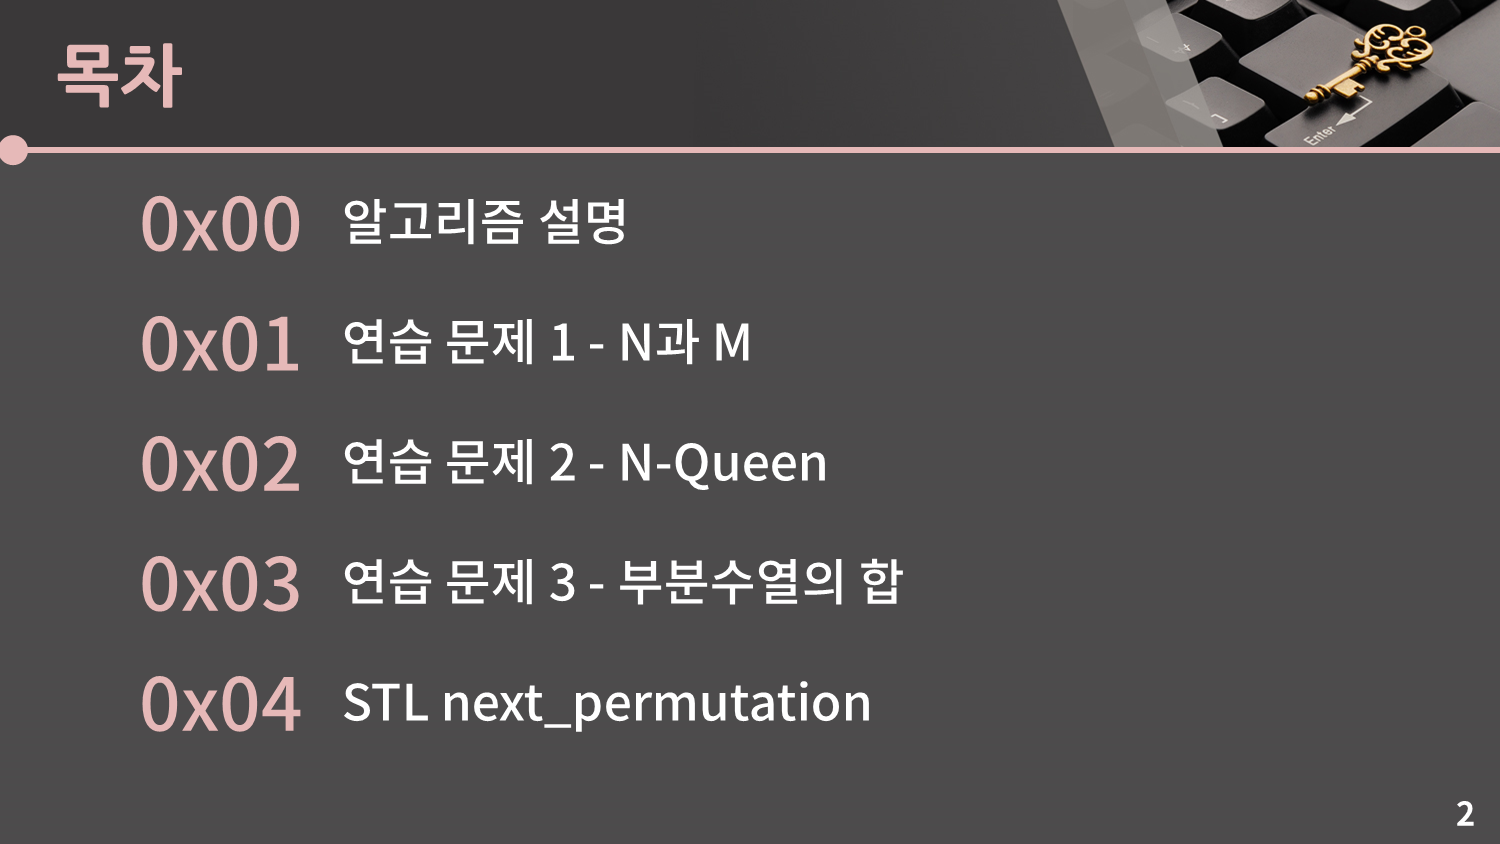 목차
0x00 알고리즘 설명
0x01 연습 문제 1 - N과 M
0x02 연습 문제 2 - N-Queen
0x03 연습 문제 3 - 부분수열의 합
0x04 STL next_permutation
Enter
2